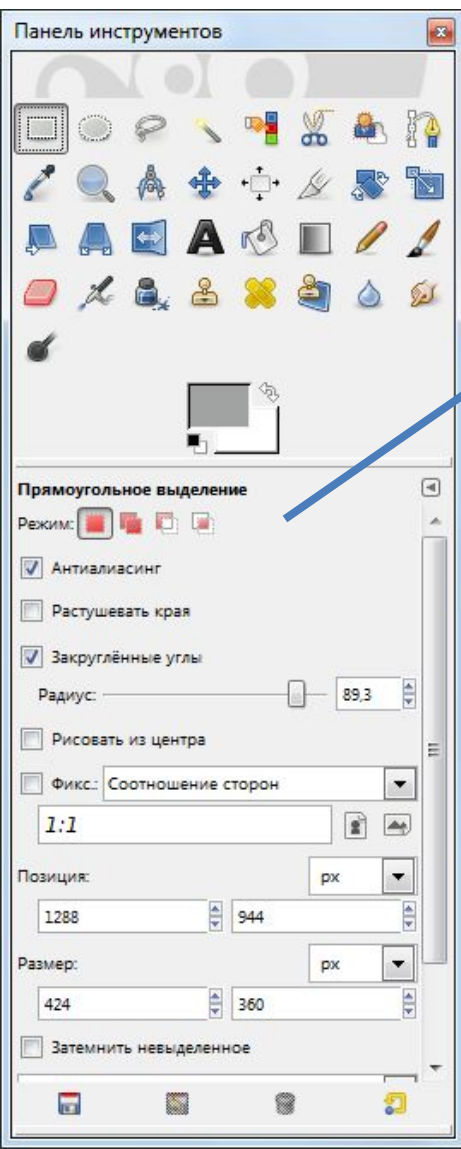 Панель инструментов
Прямоугольное выделение
Режим:
Антиалиасинг
Растушевать края
Закруглённые углы
Радиус: 89,3
Рисовать из центра
Фикс.: Соотношение сторон
1:1
Позиция: px
1288 944
Размер: px
424 360
Затемнить невыделенное